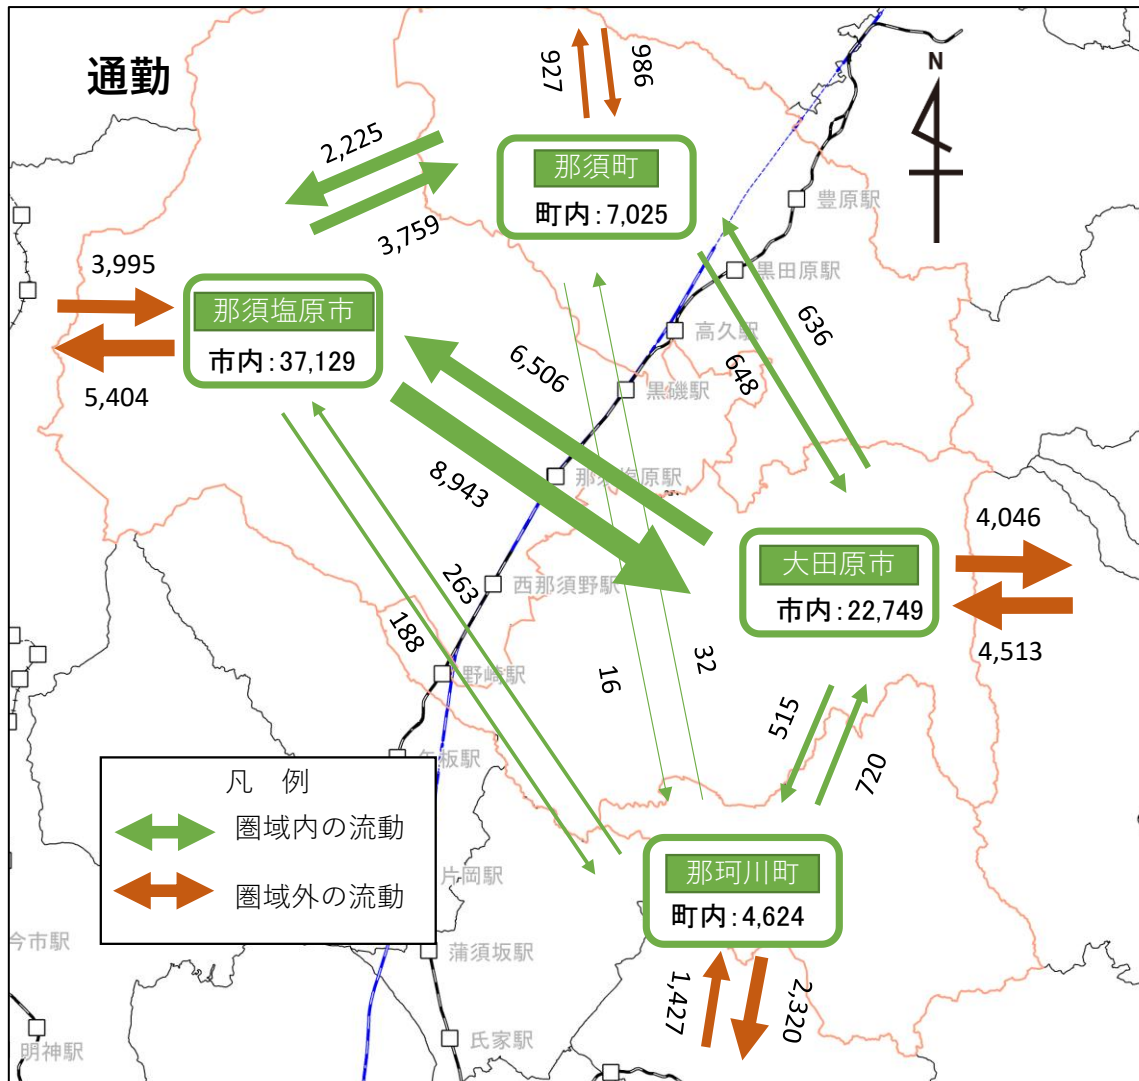 通勤
927
986
N
2,225
那須町
町内：7,025
豊原駅
3,759
3,995
那須塩原市
市内：37,129
5,404
黒田原駅
高久駅
636
648
6,506
黒磯駅
8,943
那須塩原駅
4,046
大田原市
市内：22,749
4,513
西那須野駅
263
188
野崎駅
16
32
515
720
矢板駅
凡　例
圏域内の流動
圏域外の流動
那珂川町
町内：4,624
片岡駅
今市駅
蒲須坂駅
1,427
2,320
氏家駅
明神駅